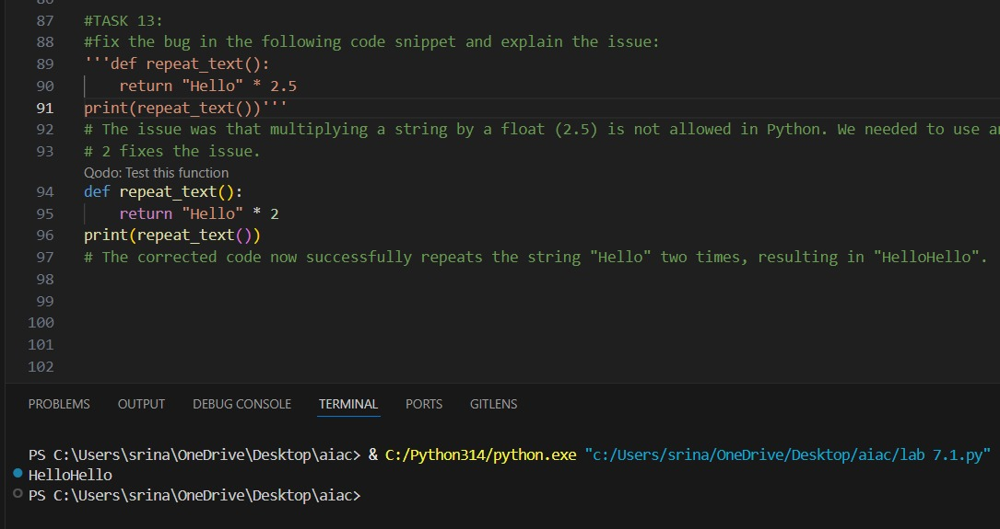 87 #TASK 13:
88 #fix the bug in the following code snippet and explain the issue:
89 '''def repeat_text():
90     return "Hello" * 2.5
91 print(repeat_text())'''
92 # The issue was that multiplying a string by a float (2.5) is not allowed in Python. We needed to use
93 # 2 fixes the issue.
Qodo: Test this function
94 def repeat_text():
95     return "Hello" * 2
96 print(repeat_text())
97 # The corrected code now successfully repeats the string "Hello" two times, resulting in "HelloHello".
98
99
100
101
102
PROBLEMS OUTPUT DEBUG CONSOLE TERMINAL PORTS GITLENS
PS C:\Users\srina\OneDrive\Desktop\aiac> & C:/Python314/python.exe "c:/Users/srina/OneDrive/Desktop/aiac/lab 7.1.py"
HelloHello
PS C:\Users\srina\OneDrive\Desktop\aiac>